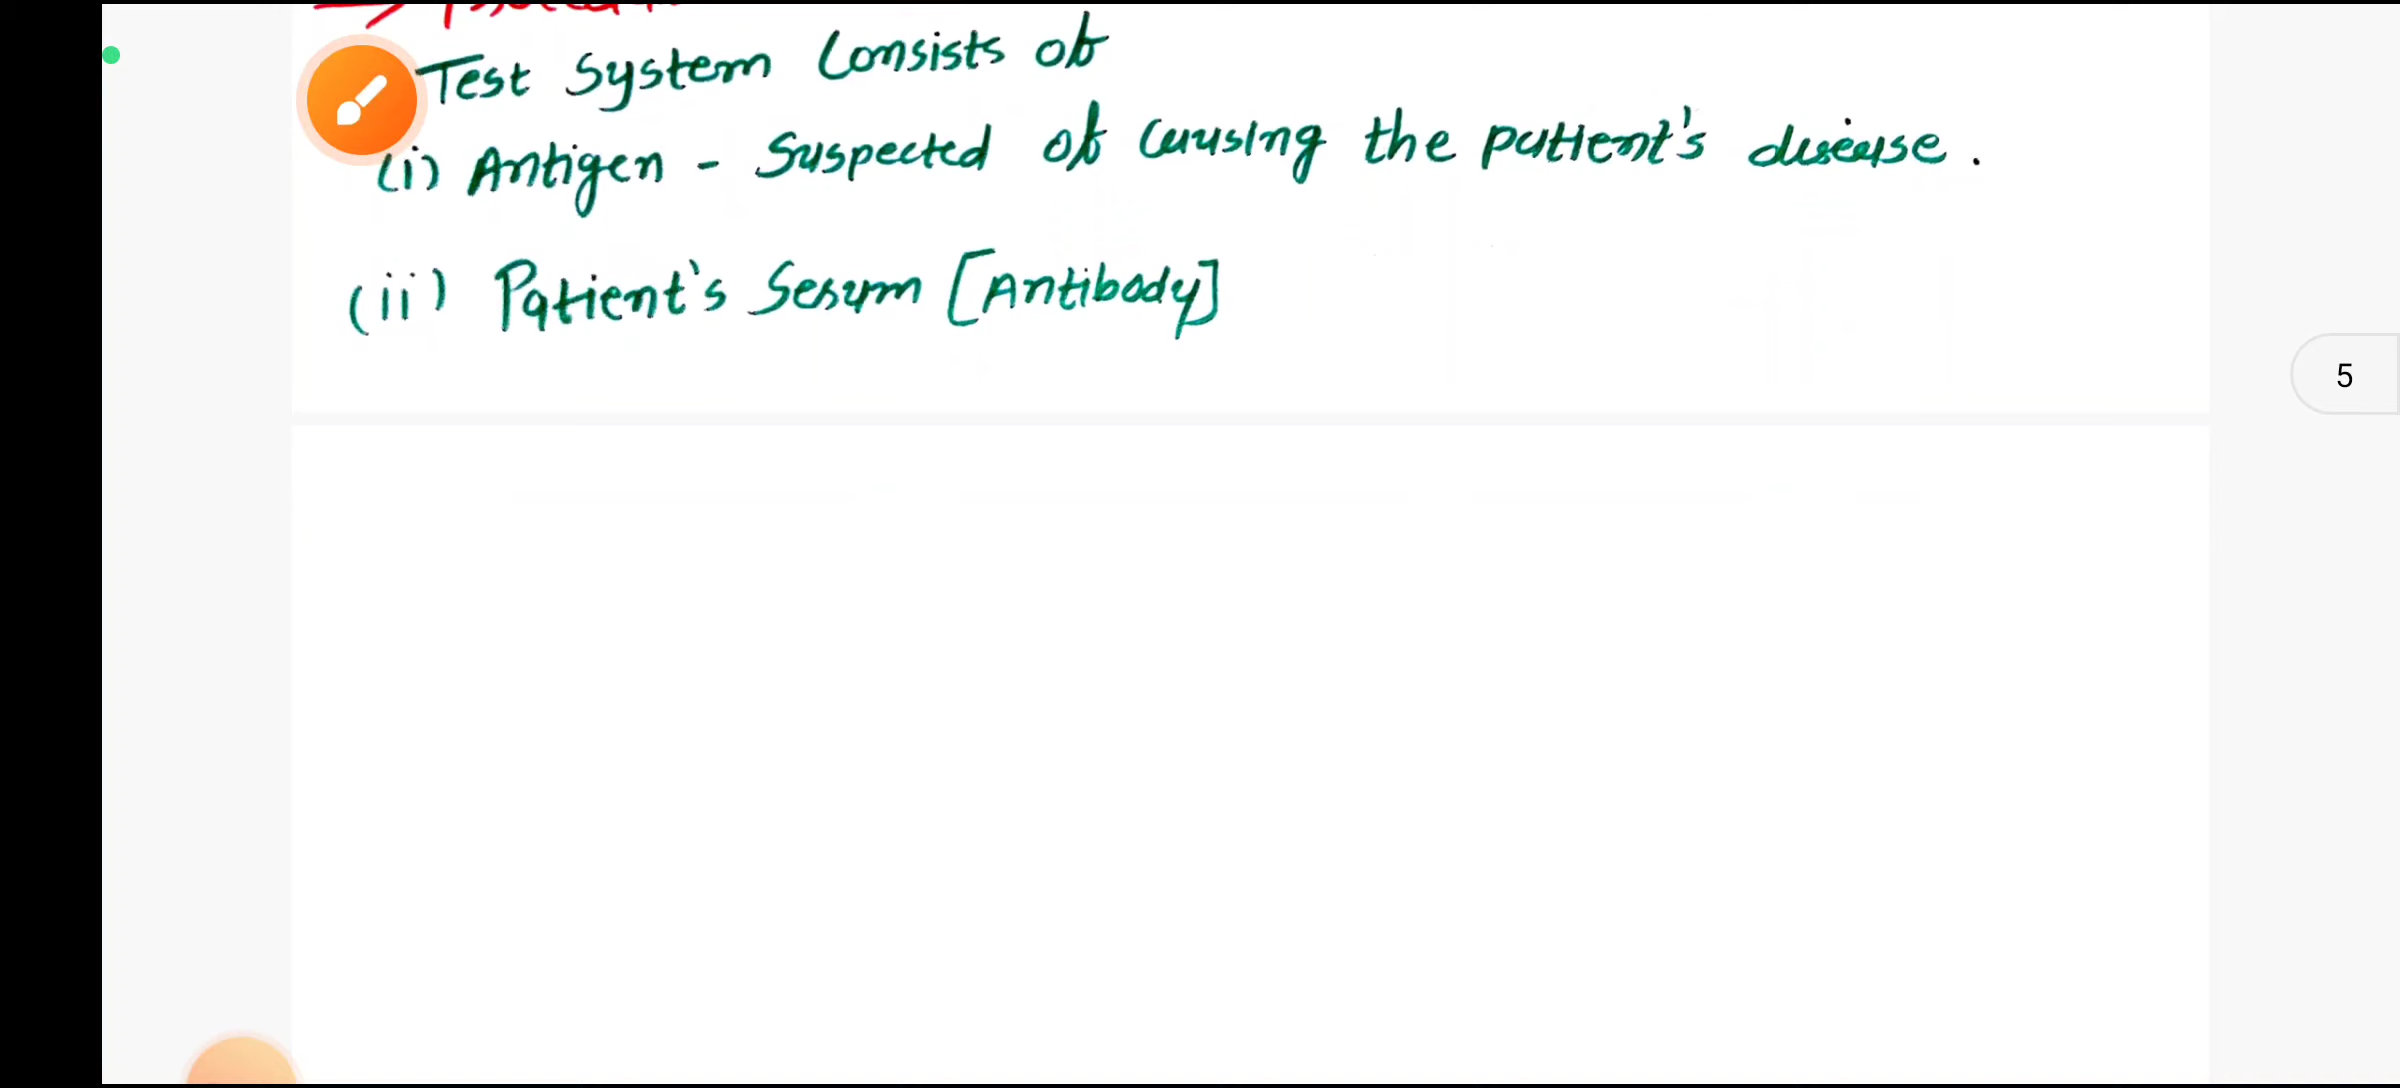 Test System Consists of
(i) Antigen - Suspected of causing the patient's disease.
(ii) Patient's Serum [Antibody]
5